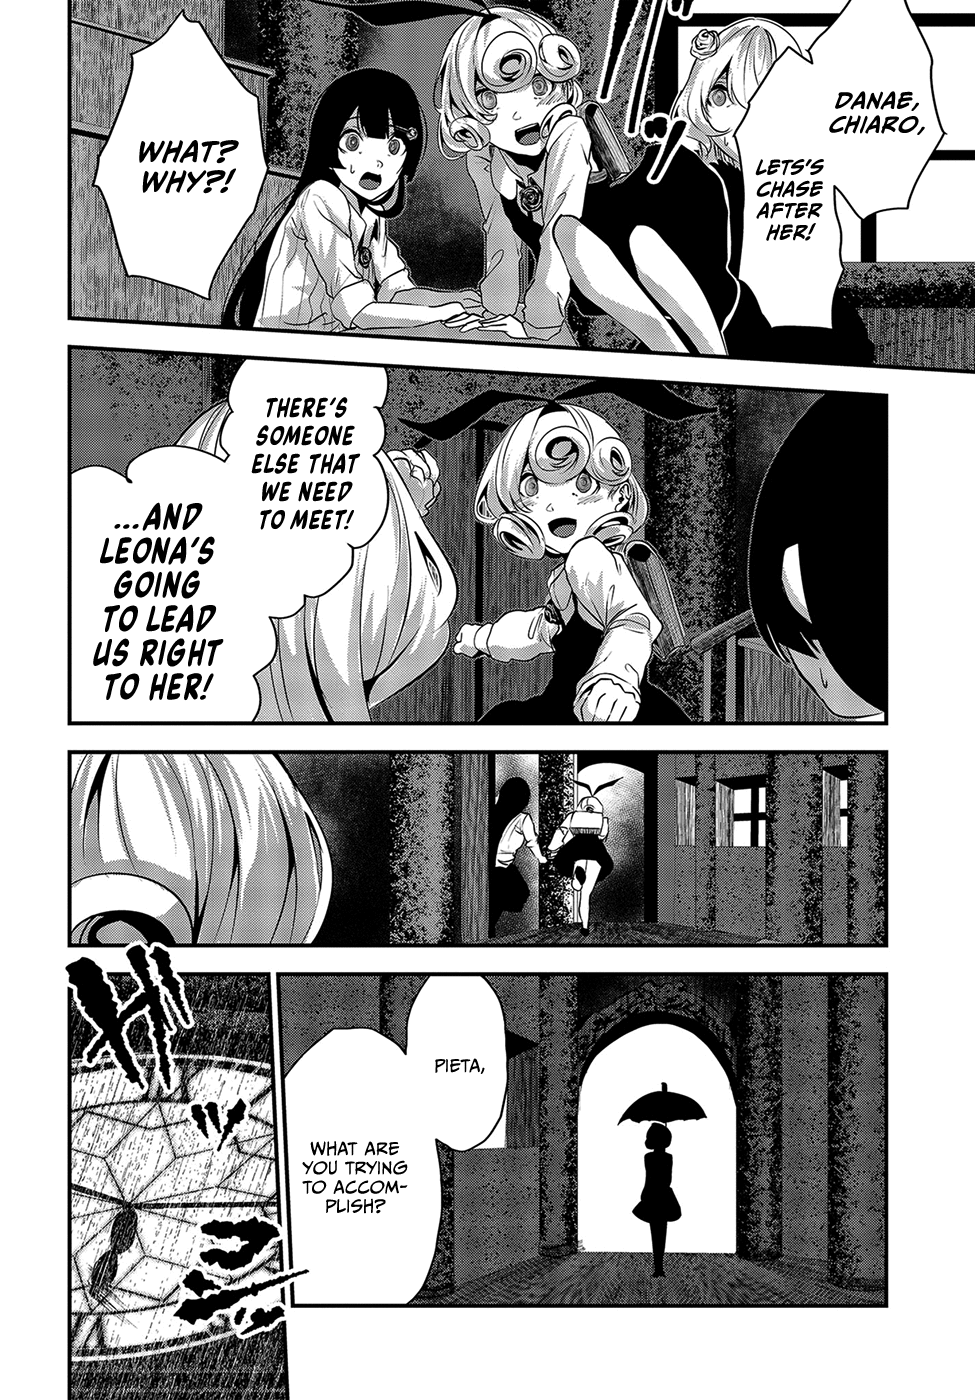 DANAE,
CHIARO,
LETS'S
CHASE
AFTER
HER!
WHAT?
WHY?!
THERE'S
SOMEONE
ELSE THAT
WE NEED
TO MEET!
...AND
LEONA'S
GOING
TO LEAD
US RIGHT
TO HER!
PIETA,
WHAT ARE
YOU TRYING
TO ACCOM-
PLISH?